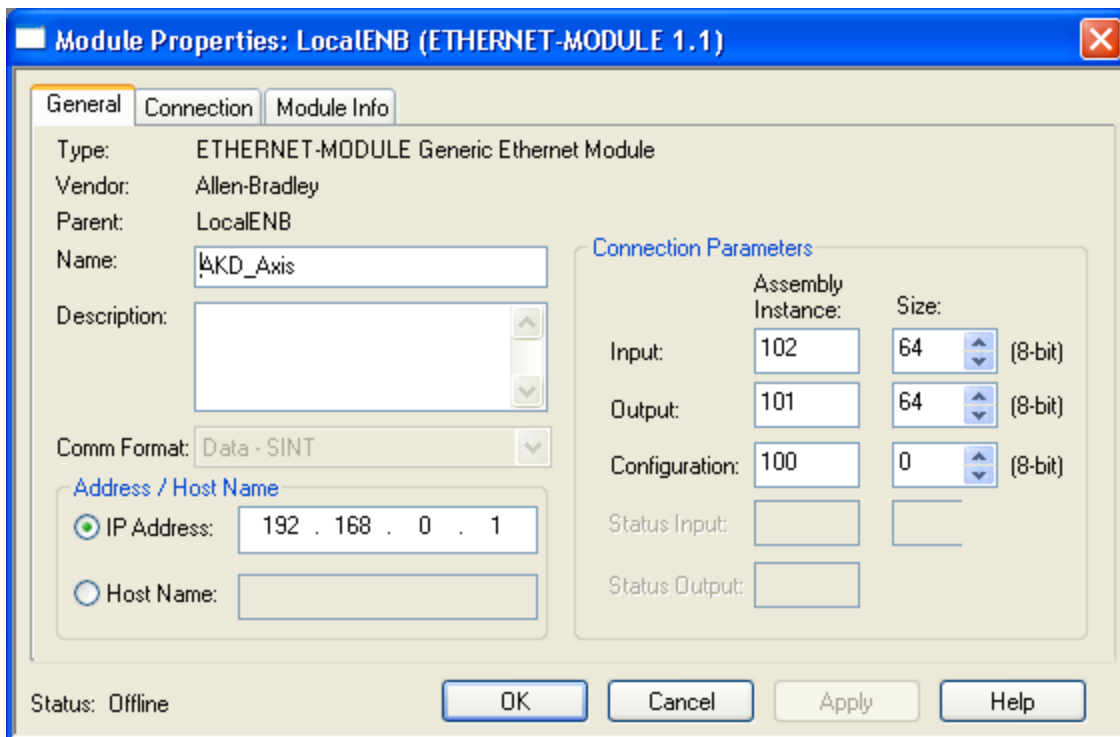 Module Properties: LocalENB (ETHERNET-MODULE 1.1)
General Connection Module Info
Type: ETHERNET-MODULE Generic Ethernet Module
Vendor: Allen-Bradley
Parent: LocalENB
Name: AKD_Axis
Description:
Comm Format: Data - SINT
Address / Host Name
IP Address: 192 . 168 . 0 . 1
Host Name:
Connection Parameters
Assembly
Instance: Size:
Input: 102 64 (8-bit)
Output: 101 64 (8-bit)
Configuration: 100 0 (8-bit)
Status Input:
Status Output:
Status: Offline OK Cancel Apply Help